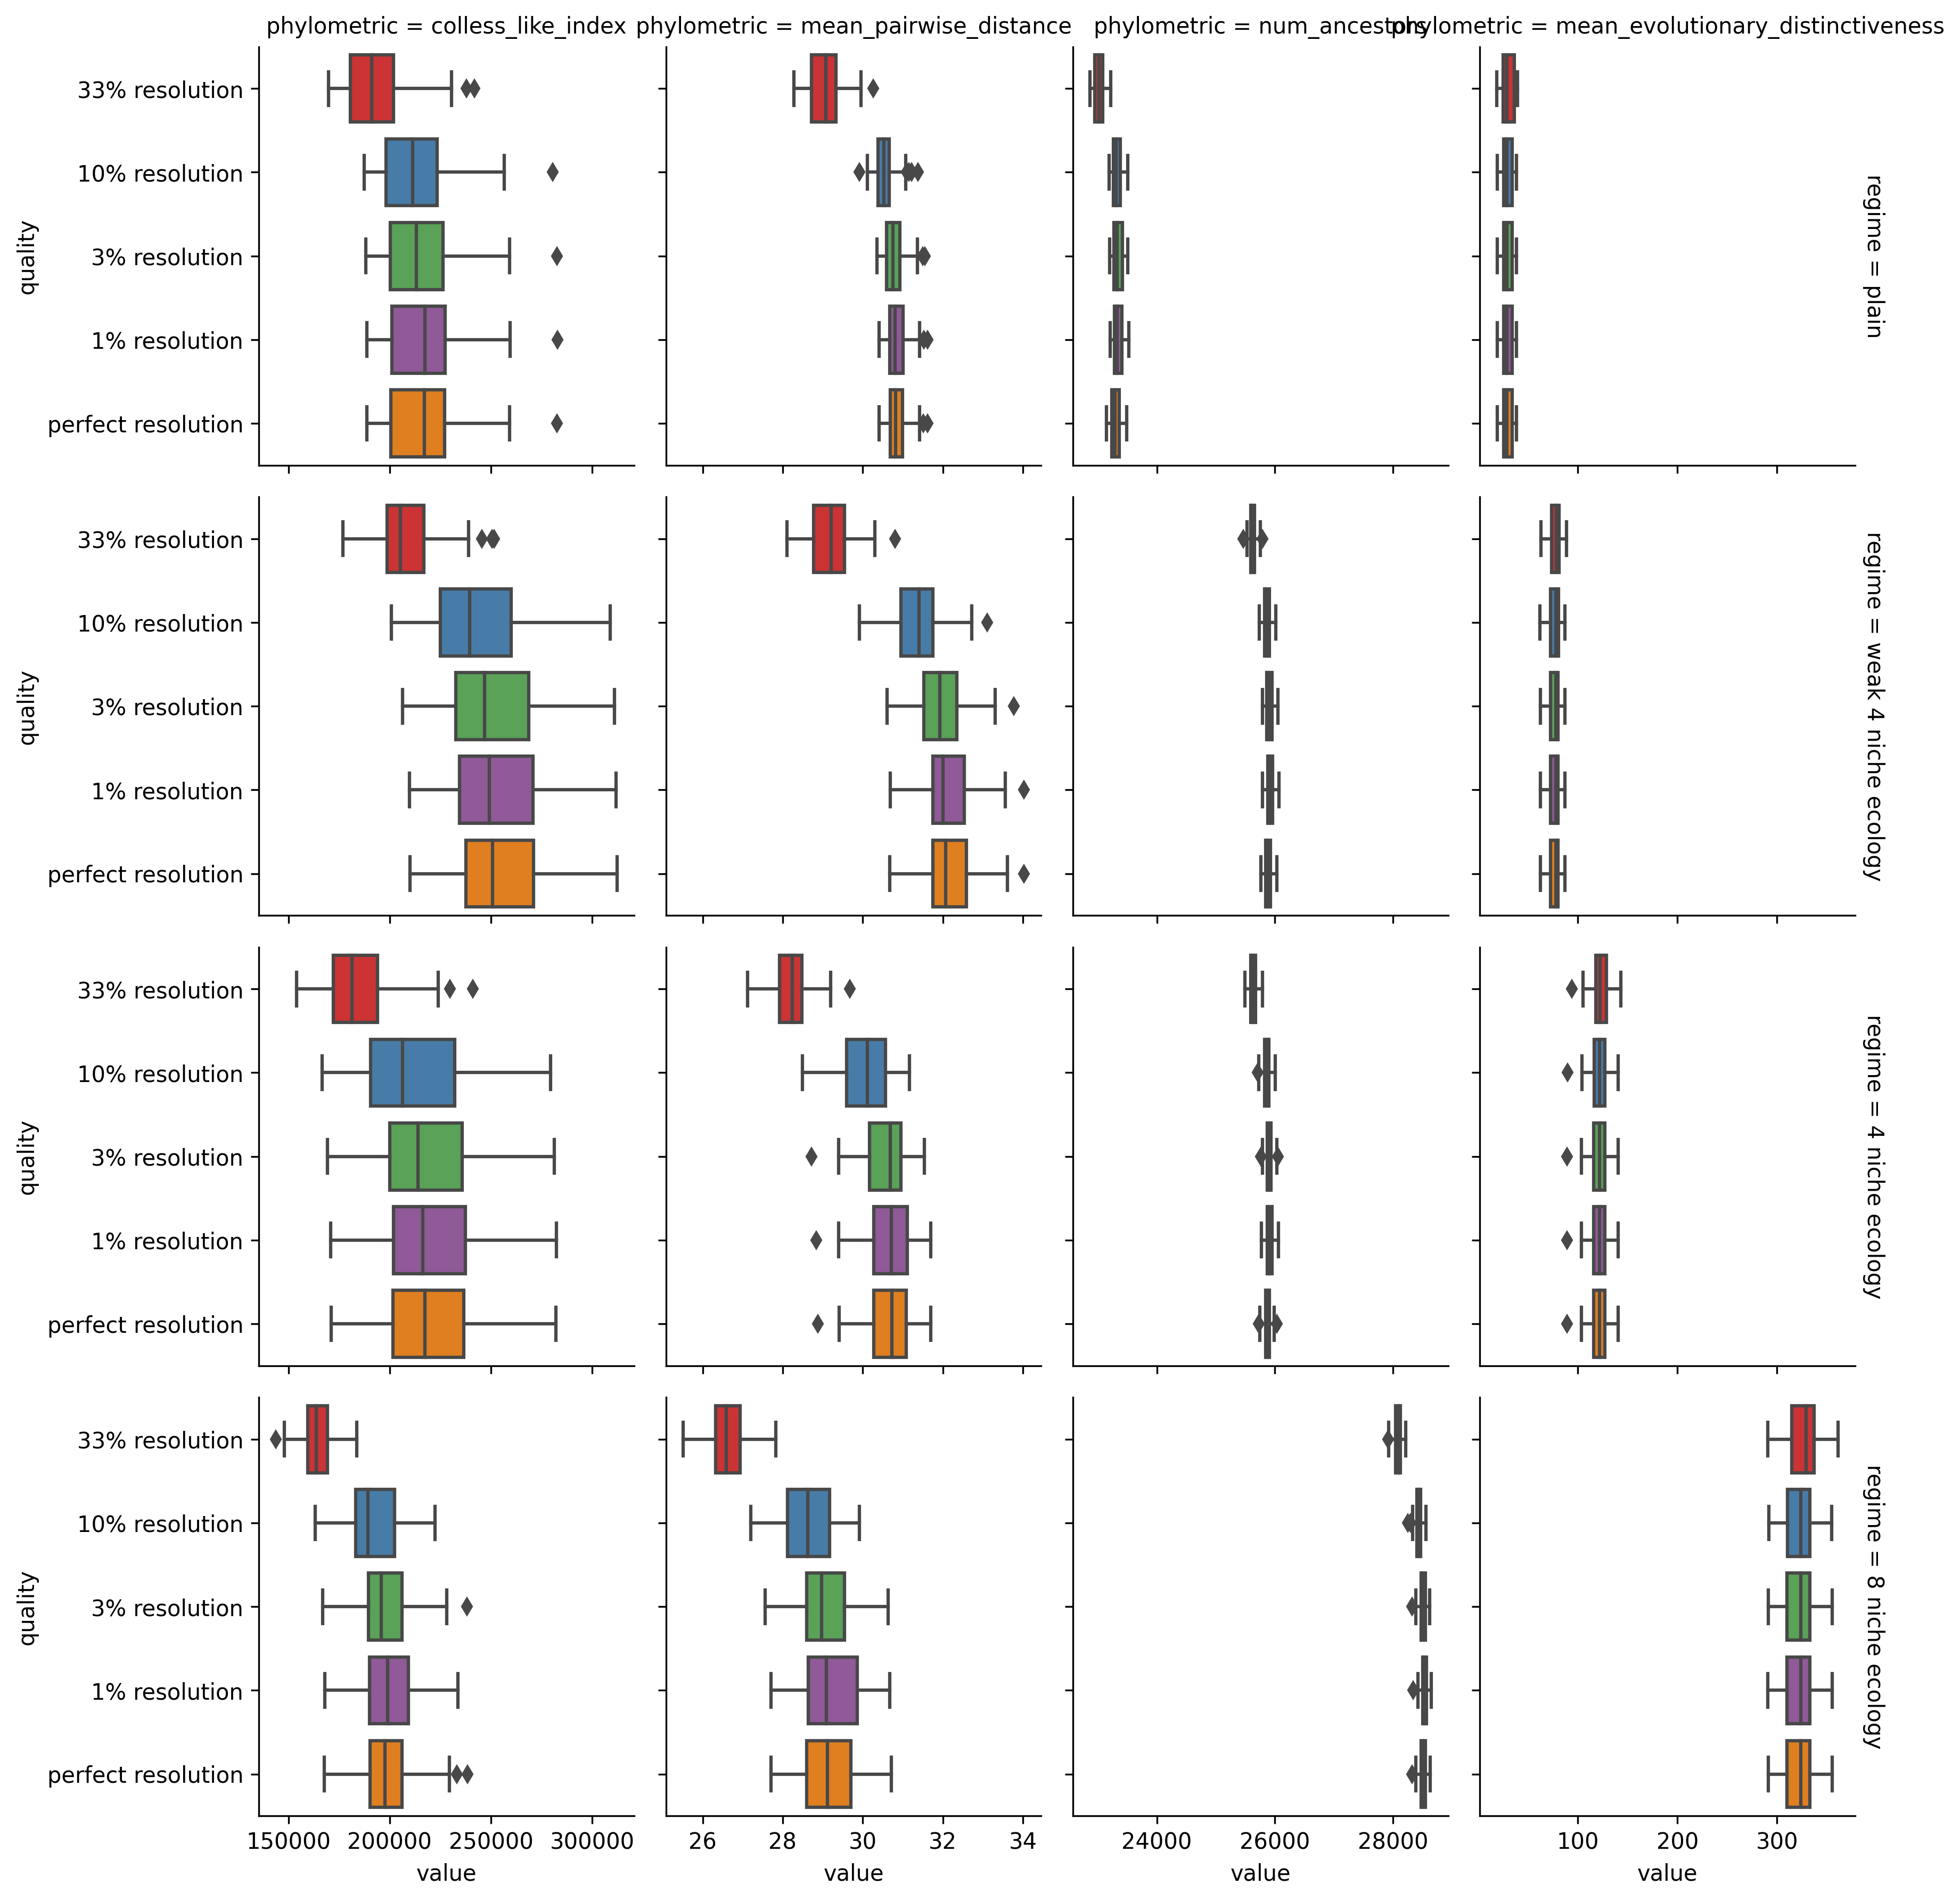 phylometric = colless_like_index phylometric = mean_pairwise_distance phylometric = num_ancestors phylometric = mean_evolutionary_distinctiveness
33% resolution
10% resolution
3% resolution
1% resolution
perfect resolution
quality
regime = plain
33% resolution
10% resolution
3% resolution
1% resolution
perfect resolution
quality
regime = weak 4 niche ecology
33% resolution
10% resolution
3% resolution
1% resolution
perfect resolution
quality
regime = 4 niche ecology
33% resolution
10% resolution
3% resolution
1% resolution
perfect resolution
quality
regime = 8 niche ecology
150000 200000 250000 300000 26 28 30 32 34 24000 26000 28000 100 200 300
value value value value